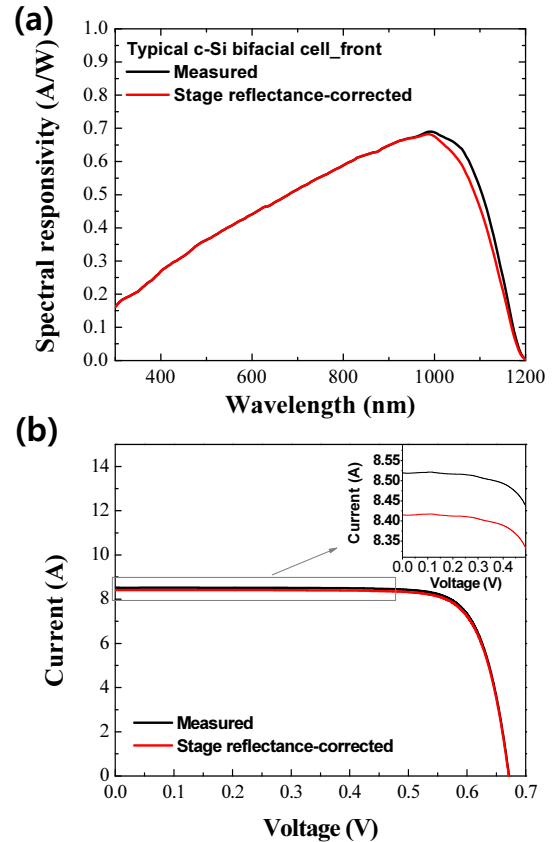 (a)
Typical c-Si bifacial cell_front
Measured
Stage reflectance-corrected
Spectral responsivity (A/W)
1.0
0.9
0.8
0.7
0.6
0.5
0.4
0.3
0.2
0.1
0.0
400 600 800 1000 1200
Wavelength (nm)
(b)
Current (A)
14
12
10
8
6
4
2
0
Current (A)
8.55
8.50
8.45
8.40
8.35
0.0 0.1 0.2 0.3 0.4
Voltage (V)
Measured
Stage reflectance-corrected
0.0 0.1 0.2 0.3 0.4 0.5 0.6 0.7
Voltage (V)